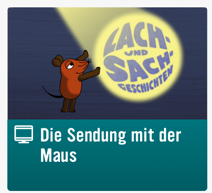 LACH-
UND
SACH-
GESCHICHTEN
Die Sendung mit der
Maus